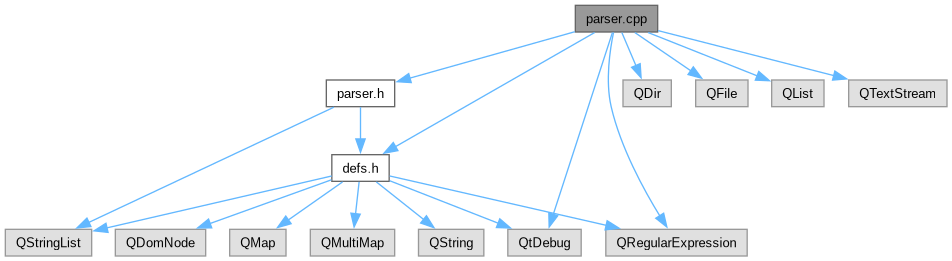 parser.cpp
parser.h
QDir
QFile
QList
QTextStream
defs.h
QStringList
QDomNode
QMap
QMultiMap
QString
QtDebug
QRegularExpression